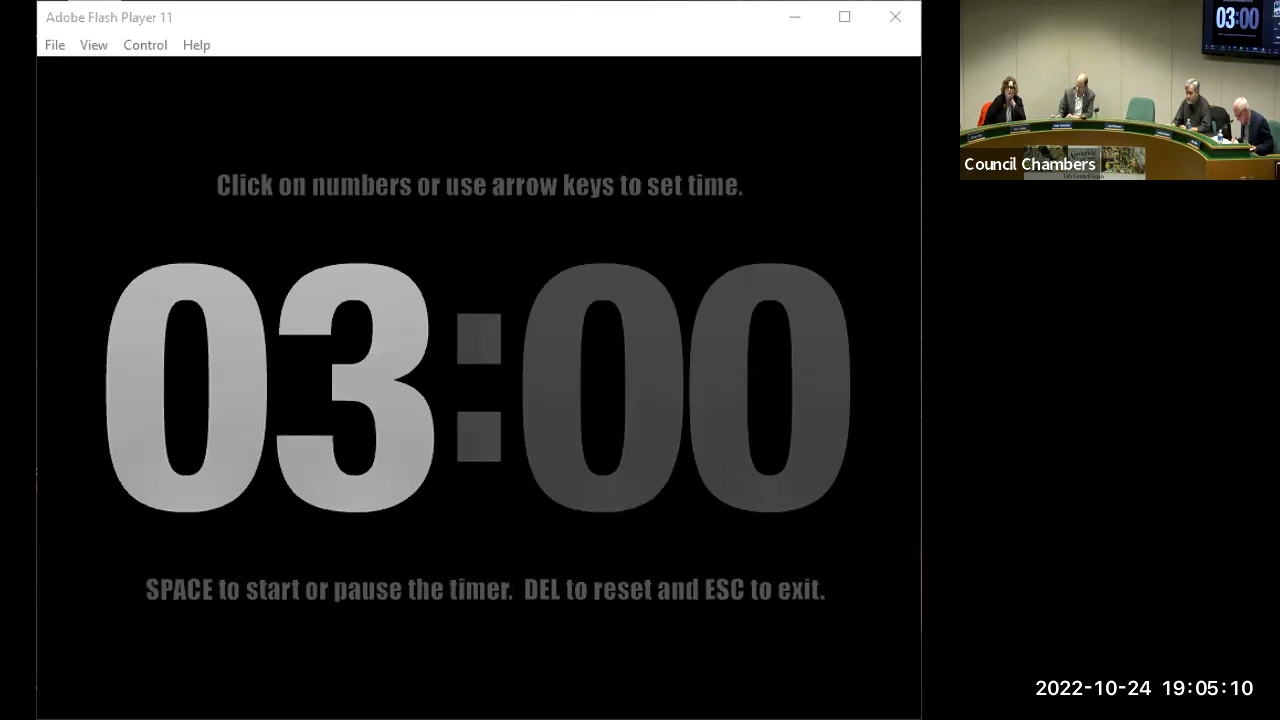 Adobe Flash Player 11
File View Control Help
Click on numbers or use arrow keys to set time.
03:00
SPACE to start or pause the timer. DEL to reset and ESC to exit.
03:00
Council Chambers
2022-10-24 19:05:10